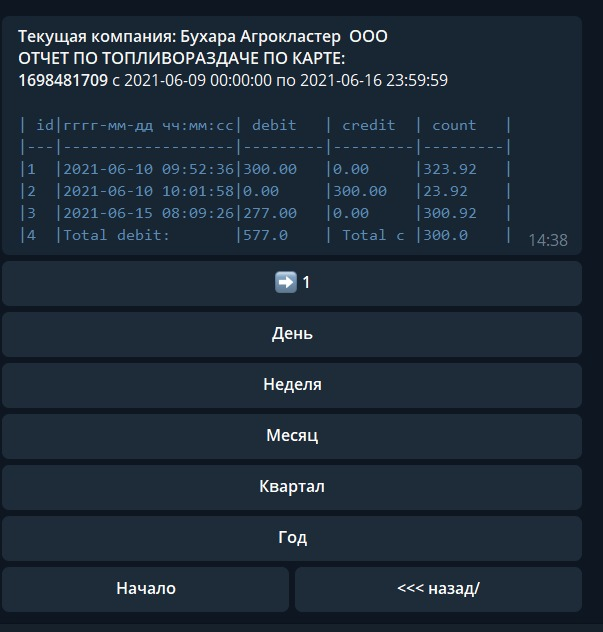 Текущая компания: Бухара Агрокластер  ООО
ОТЧЕТ ПО ТОПЛИВОРАЗДАЧЕ ПО КАРТЕ:
1698481709 с 2021-06-09 00:00:00 по 2021-06-16 23:59:59
| id|гггг-мм-дд чч:мм:сс| debit   | credit  | count   |
|---|-------------------|---------|---------|---------|
|1  |2021-06-10 09:52:36|300.00   |0.00     |323.92   |
|2  |2021-06-10 10:01:58|0.00     |300.00   |23.92    |
|3  |2021-06-15 08:09:26|277.00   |0.00     |300.92   |
|4  |Total debit:       |577.0    | Total c |300.0    |
14:38
➡️ 1
День
Неделя
Месяц
Квартал
Год
Начало
<<< назад/